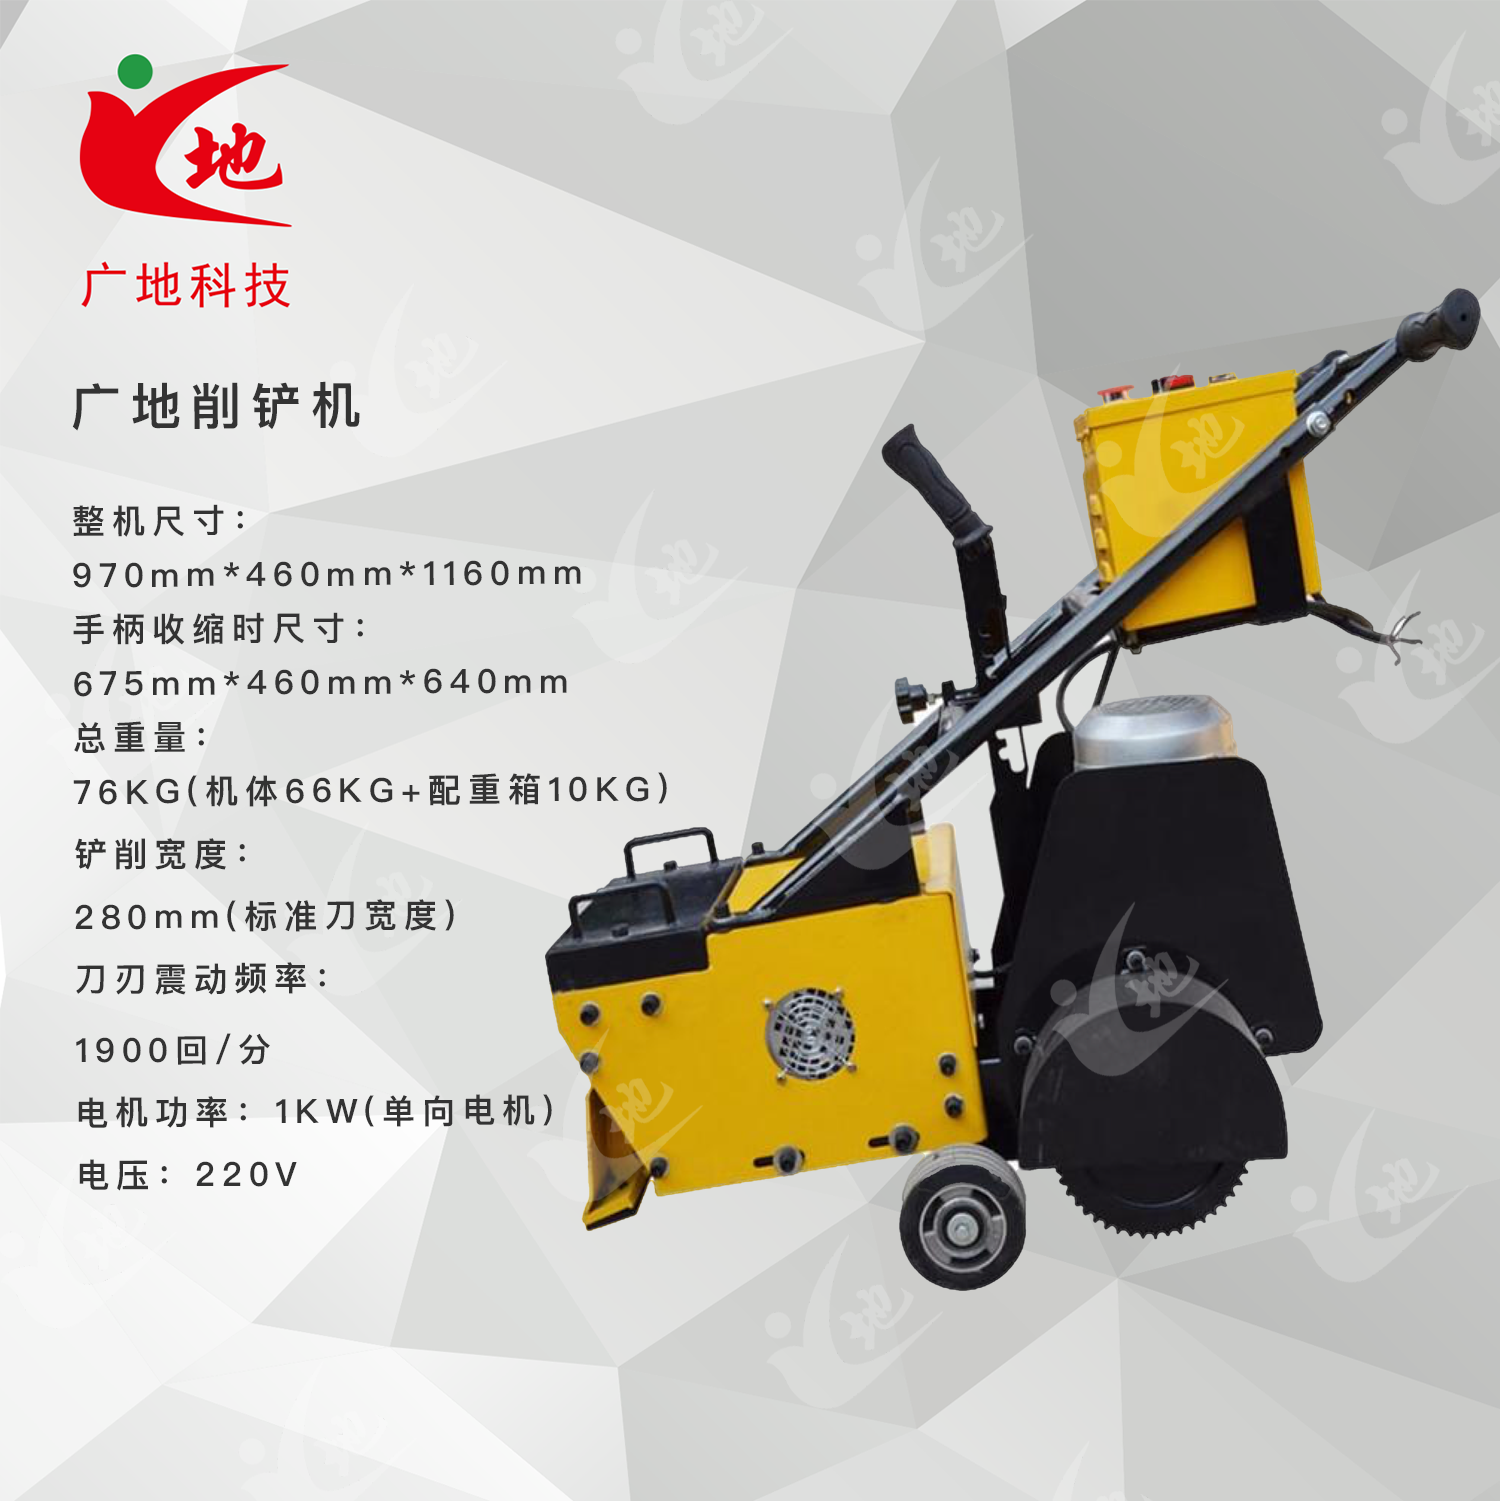 地
广地科技
广地削铲机
整机尺寸：
970mm*460mm*1160mm
手柄收缩时尺寸：
675mm*460mm*640mm
总重量：
76KG(机体66KG+配重箱10KG)
铲削宽度：
280mm(标准刀宽度)
刀刃震动频率：
1900回/分
电机功率：1KW(单向电机)
电压：220V